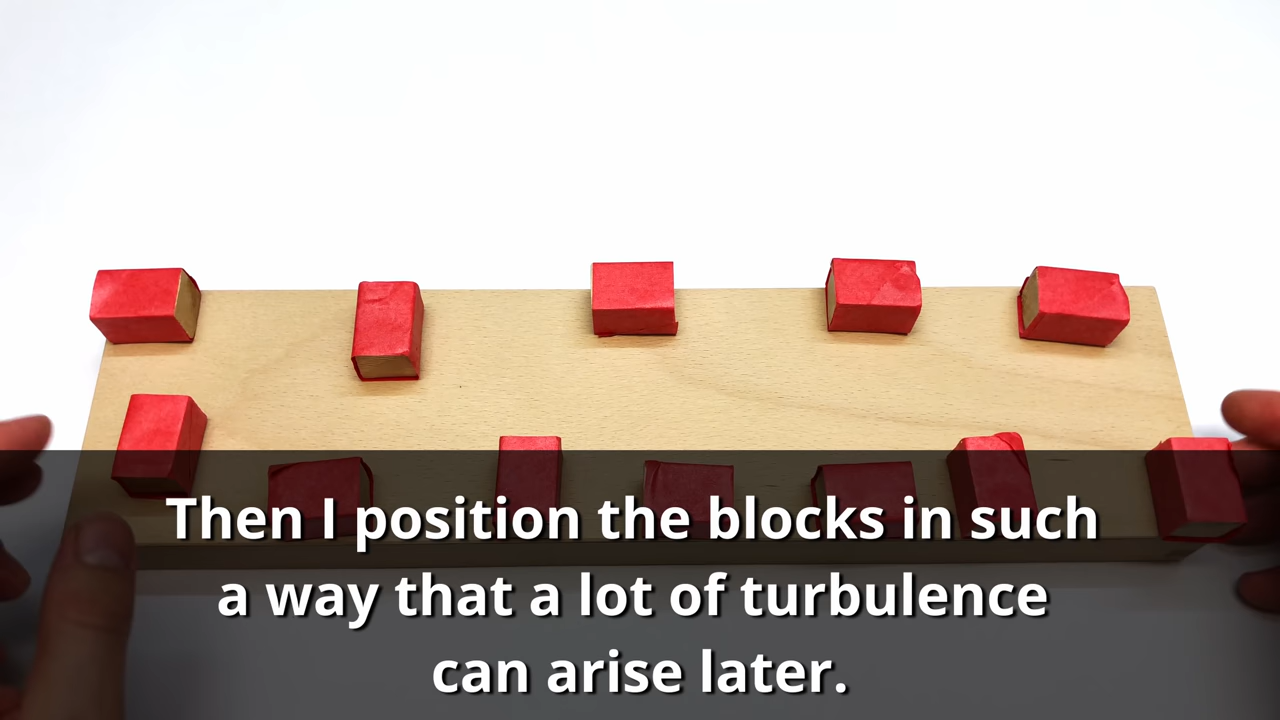 Then I position the blocks in such
a way that a lot of turbulence
can arise later.